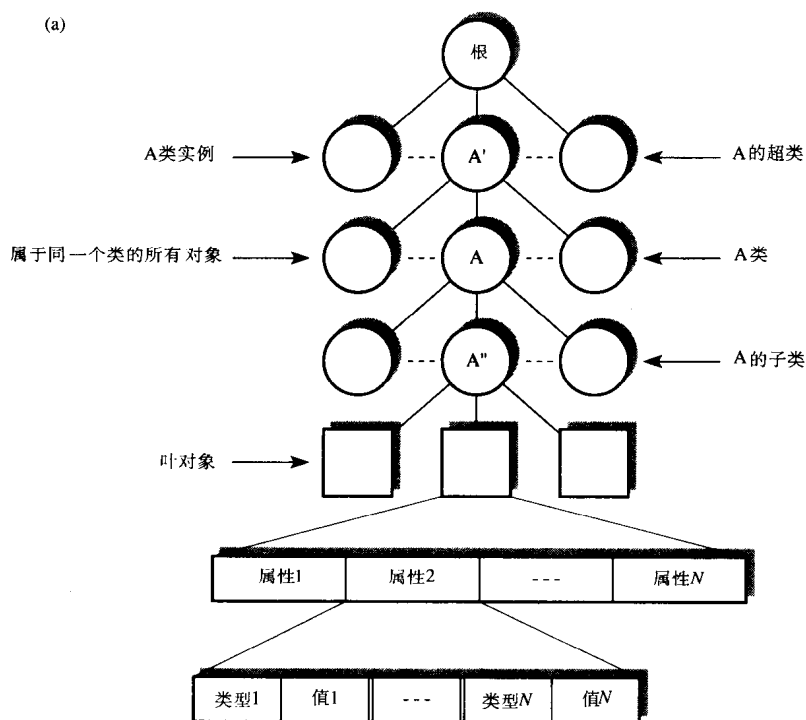 (a)
根
A类实例
---
A'
---
A的超类
属于同一个类的所有对象
---
A
---
A类
---
A"
---
A的子类
叶对象
属性1 属性2 --- 属性N
类型1 值1 --- 类型N 值N